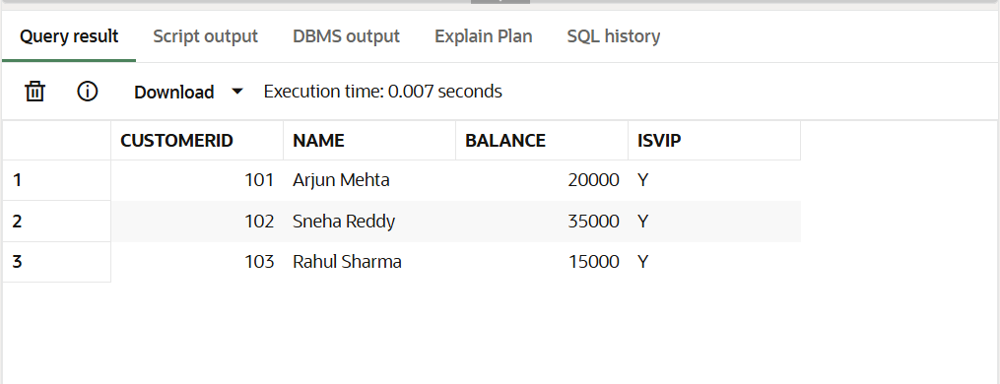 Query result Script output DBMS output Explain Plan SQL history
Download Execution time: 0.007 seconds
CUSTOMERID NAME BALANCE ISVIP
1 101 Arjun Mehta 20000 Y
2 102 Sneha Reddy 35000 Y
3 103 Rahul Sharma 15000 Y